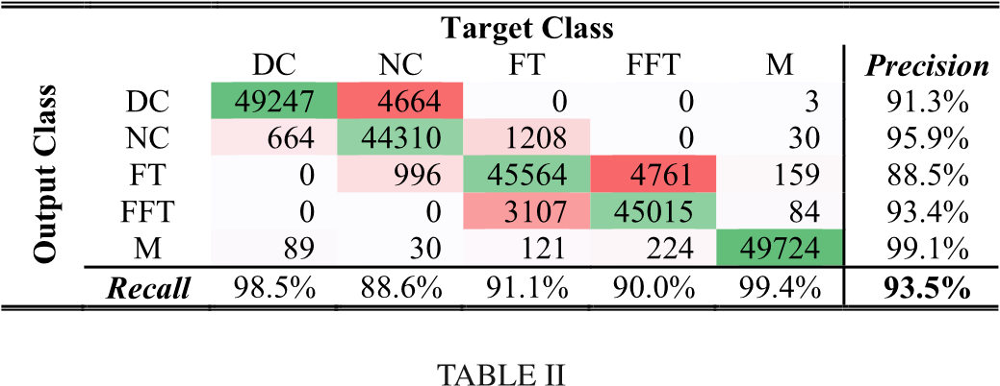 Target Class
DC NC FT FFT M Precision
Output Class
DC 49247 4664 0 0 3 91.3%
NC 664 44310 1208 0 30 95.9%
FT 0 996 45564 4761 159 88.5%
FFT 0 0 3107 45015 84 93.4%
M 89 30 121 224 49724 99.1%
Recall 98.5% 88.6% 91.1% 90.0% 99.4% 93.5%
TABLE II